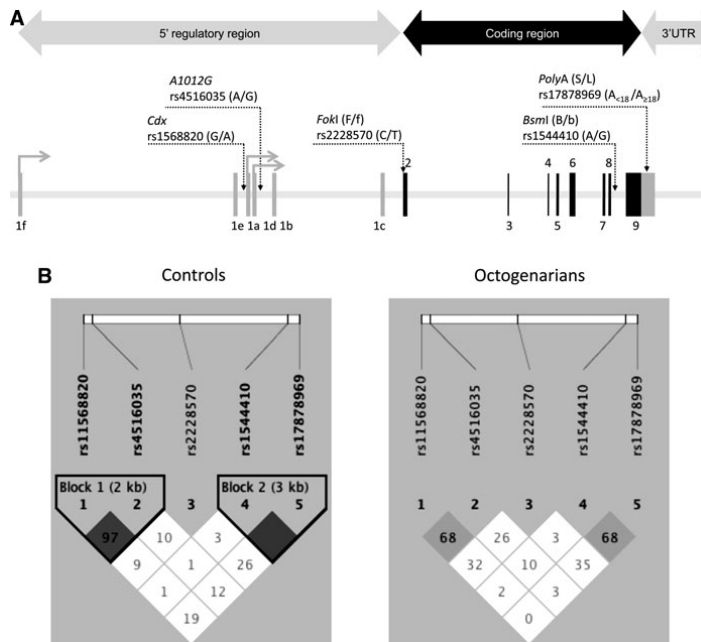 A
5' regulatory region
Coding region
3'UTR
A1012G
rs4516035 (A/G)
Cdx
rs1568820 (G/A)
FokI (F/f)
rs2228570 (C/T)
PolyA (S/L)
rs17878969 (A<18/A≥18)
BsmI (B/b)
rs1544410 (A/G)
2
4
6
8
1f
1e
1a
1d
1b
1c
3
5
7
9
B
Controls
Octogenarians
rs11568820
rs4516035
rs2228570
rs1544410
rs17878969
Block 1 (2 kb)
Block 2 (3 kb)
1
2
3
4
5
97
10
3
9
1
26
1
12
19
rs11568820
rs4516035
rs2228570
rs1544410
rs17878969
1
2
3
4
5
68
26
3
68
32
10
35
2
3
0